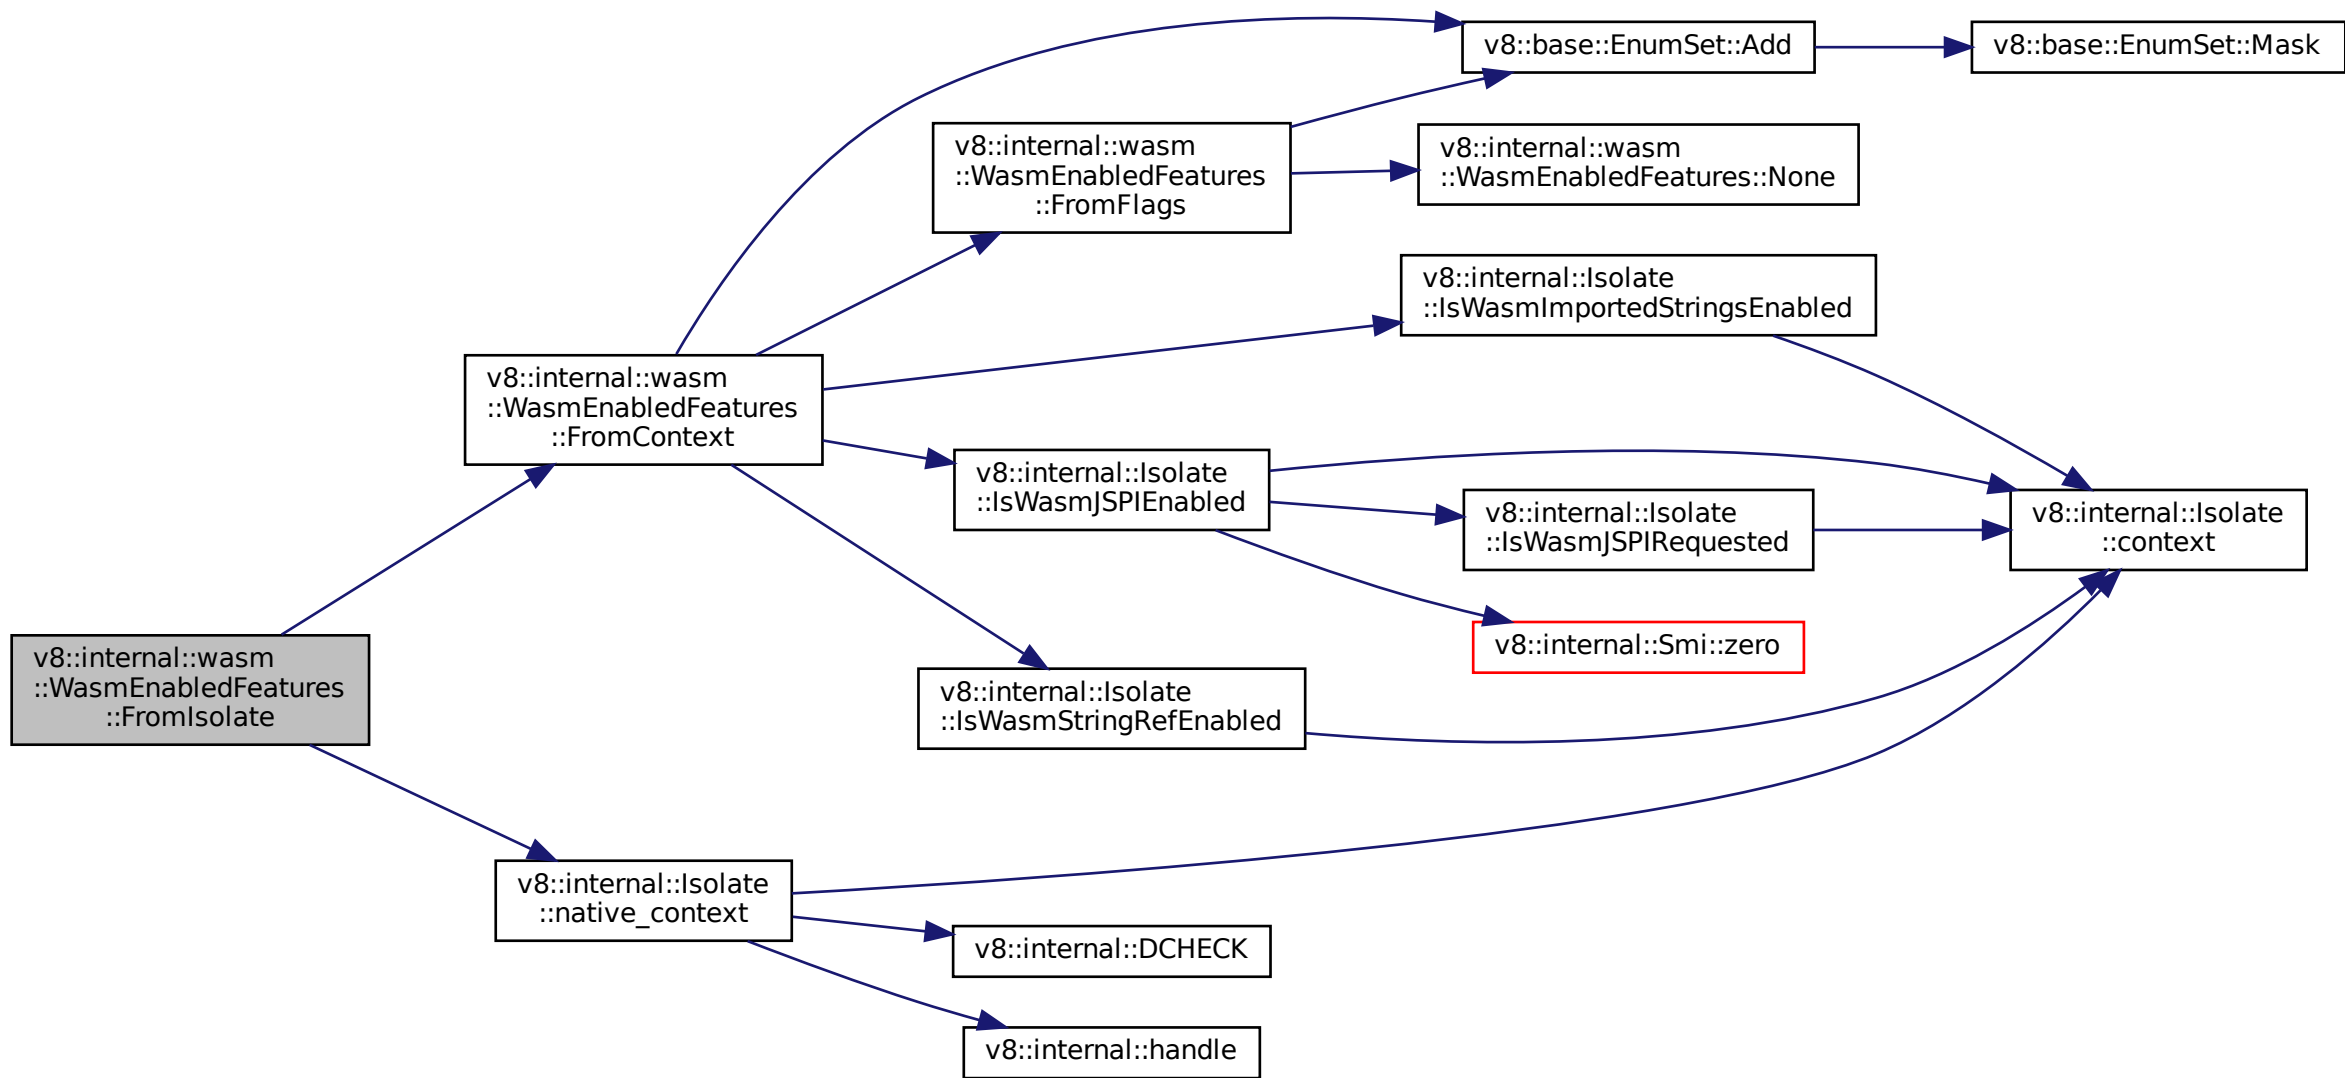 v8::base::EnumSet::Add
v8::base::EnumSet::Mask
v8::internal::wasm
::WasmEnabledFeatures
::FromFlags
v8::internal::wasm
::WasmEnabledFeatures::None
v8::internal::Isolate
::IsWasmImportedStringsEnabled
v8::internal::wasm
::WasmEnabledFeatures
::FromContext
v8::internal::Isolate
::IsWasmJSPIEnabled
v8::internal::Isolate
::IsWasmJSPIRequested
v8::internal::Isolate
::context
v8::internal::Smi::zero
v8::internal::wasm
::WasmEnabledFeatures
::FromIsolate
v8::internal::Isolate
::IsWasmStringRefEnabled
v8::internal::Isolate
::native_context
v8::internal::DCHECK
v8::internal::handle